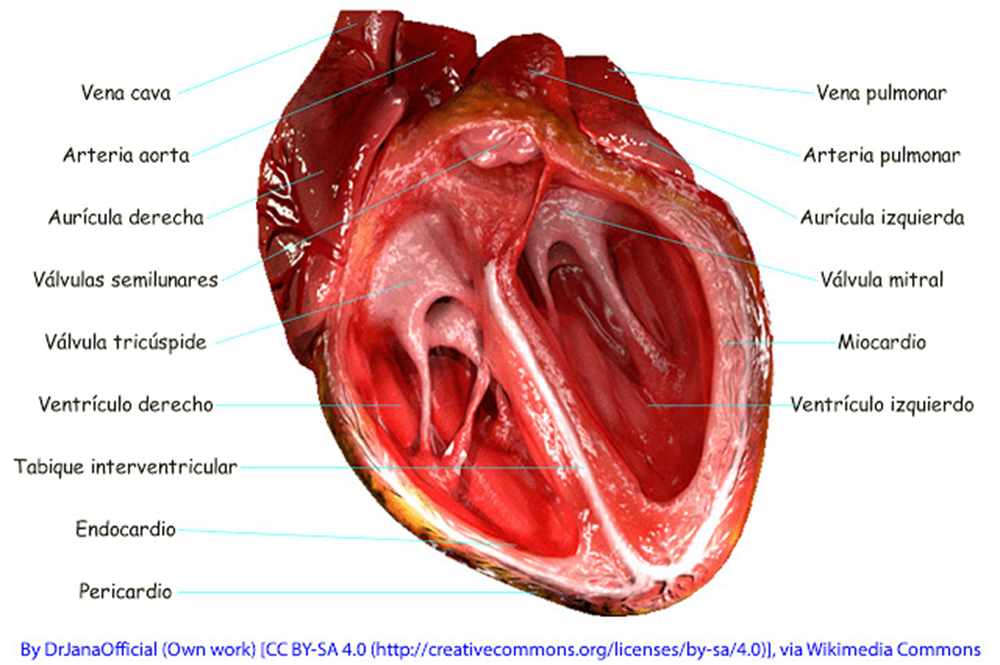 Vena cava
Arteria aorta
Aurícula derecha
Válvulas semilunares
Válvula tricúspide
Ventrículo derecho
Tabique interventricular
Endocardio
Pericardio
Vena pulmonar
Arteria pulmonar
Aurícula izquierda
Válvula mitral
Miocardio
Ventrículo izquierdo
By DrJanaOfficial (Own work) [CC BY-SA 4.0 (http://creativecommons.org/licenses/by-sa/4.0)], via Wikimedia Commons